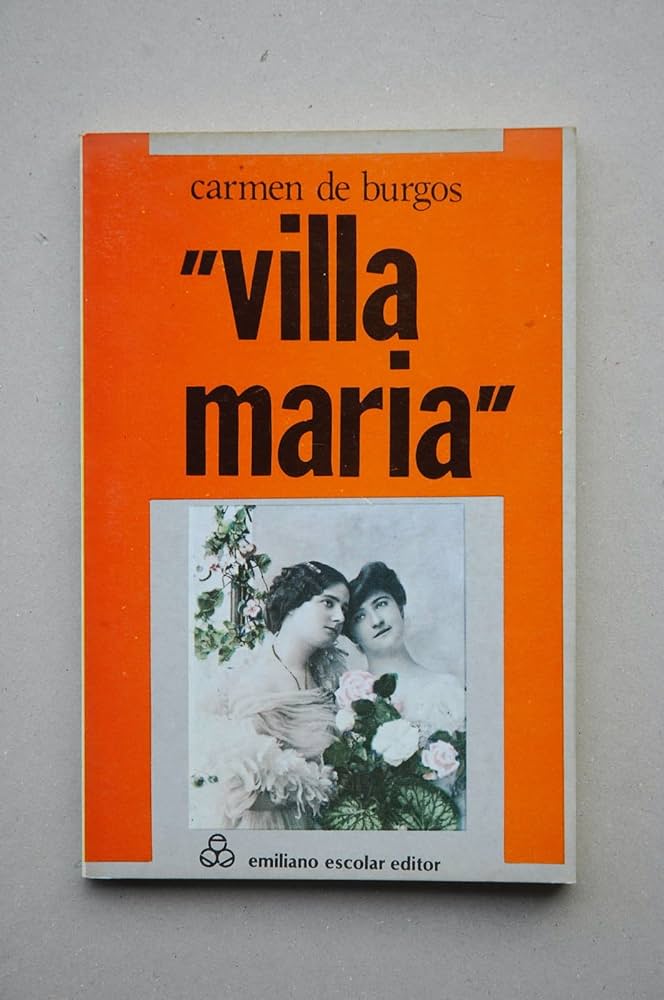 carmen de burgos
"villa
maria"
emiliano escolar editor